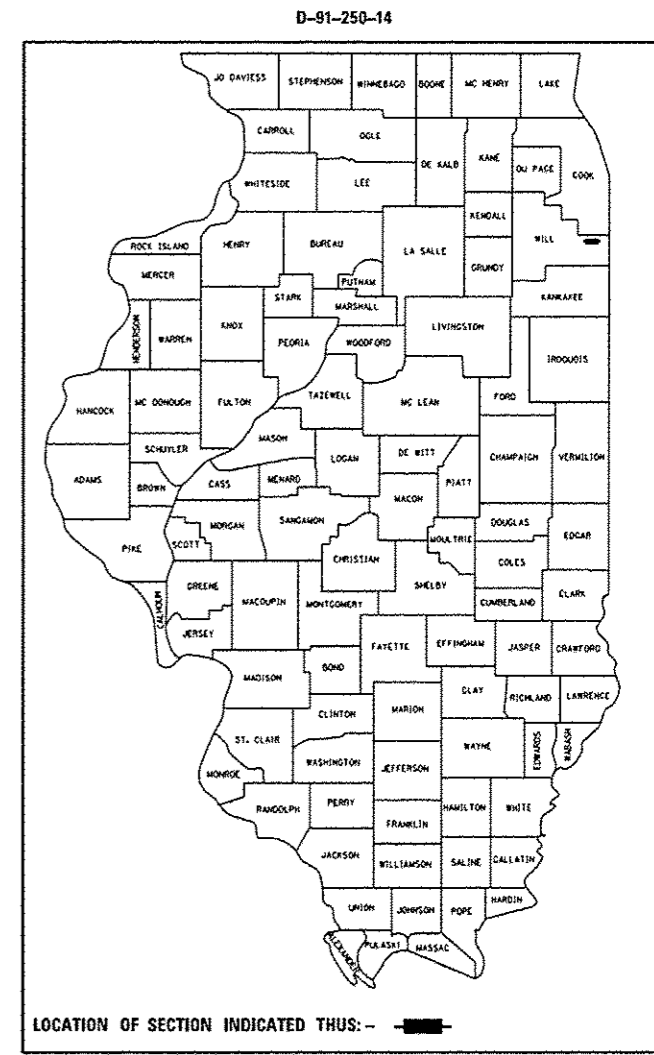 D-91-250-14
JO DAVIESS STEPHENSON WINNEBAGO BOONE MC HENRY LAKE
CARROLL OGLE DE KALB KANE DU PAGE COOK
WHITESIDE LEE
KENDALL
ROCK ISLAND HENRY BUREAU LA SALLE WILL
MERCER PUTNAM GRUNDY
STARK MARSHALL KANKAKEE
HENDERSON WARREN KNOX LIVINGSTON
PEORIA WOODFORD IROQUOIS
TAZEWELL MC LEAN FORD
HANCOCK MC DONOUGH FULTON
MASON
SCHUYLER LOGAN DE WITT CHAMPAIGN VERMILION
ADAMS BROWN CASS MENARD PIATT
MACON
MORGAN SANGAMON DOUGLAS
PIKE SCOTT MOULTRIE EDGAR
CHRISTIAN COLES
GREENE SHELBY
CALHOUN MACOUPIN MONTGOMERY CUMBERLAND CLARK
JERSEY
FAYETTE EFFINGHAM JASPER CRAWFORD
BOND
MADISON CLAY
RICHLAND LAWRENCE
CLINTON MARION
ST. CLAIR WAYNE EDWARDS WABASH
WASHINGTON JEFFERSON
MONROE
RANDOLPH PERRY HAMILTON WHITE
FRANKLIN
JACKSON
WILLIAMSON SALINE GALLATIN
UNION JOHNSON POPE HARDIN
ALEXANDER PULASKI MASSAC
LOCATION OF SECTION INDICATED THUS: -